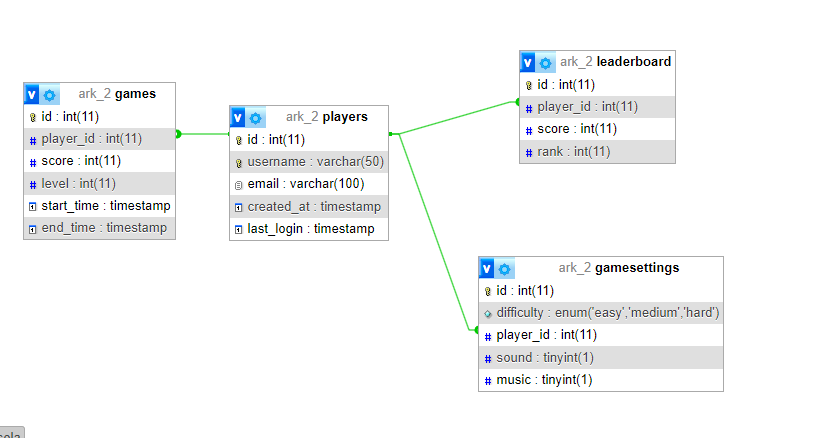 ark_2 games
id : int(11)
player_id : int(11)
score : int(11)
level : int(11)
start_time : timestamp
end_time : timestamp
ark_2 players
id : int(11)
username : varchar(50)
email : varchar(100)
created_at : timestamp
last_login : timestamp
ark_2 leaderboard
id : int(11)
player_id : int(11)
score : int(11)
rank : int(11)
ark_2 gamesettings
id : int(11)
difficulty : enum('easy','medium','hard')
player_id : int(11)
sound : tinyint(1)
music : tinyint(1)